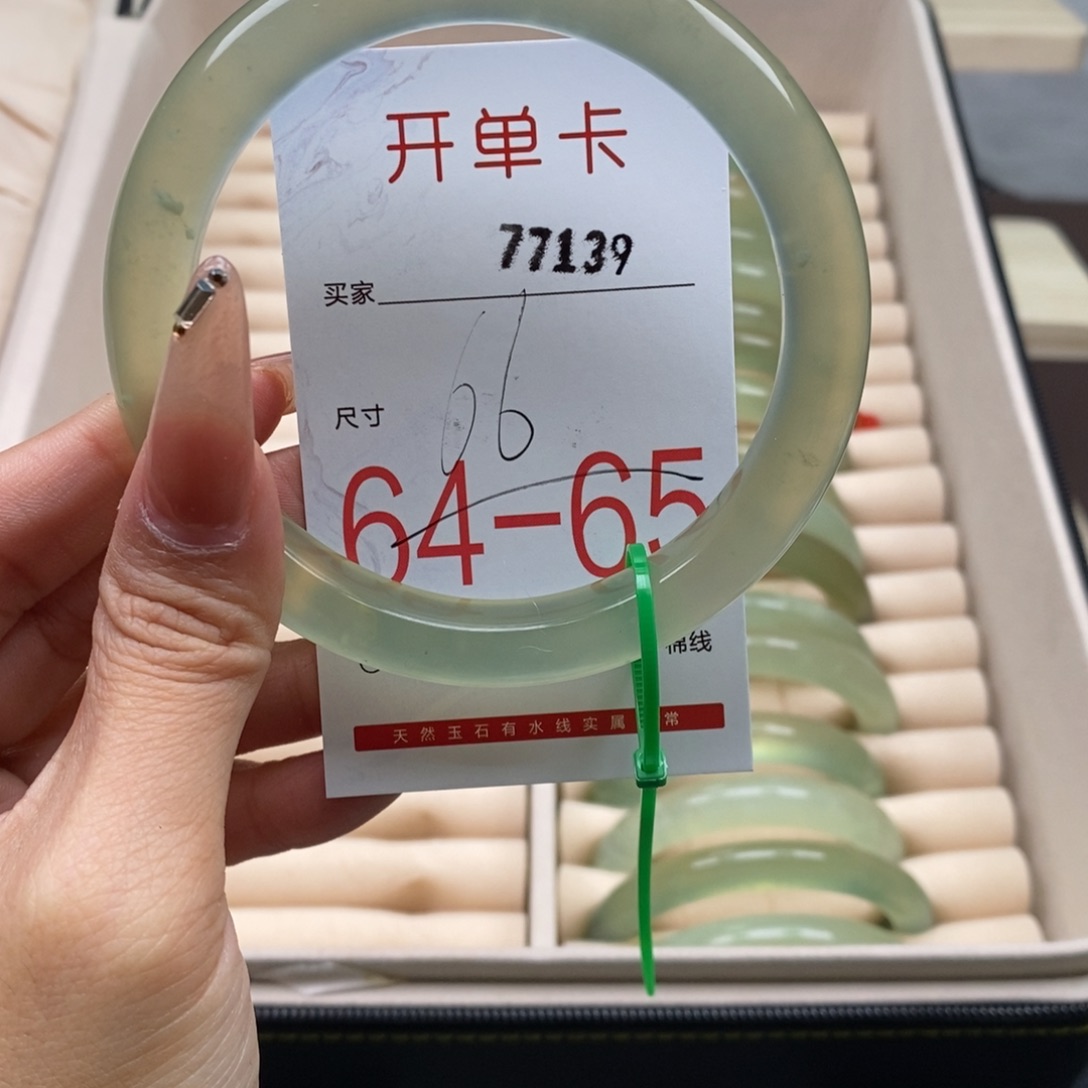 开单卡
77139
买家
66
尺寸
64-65
棉线
天然玉石有水线实属 常